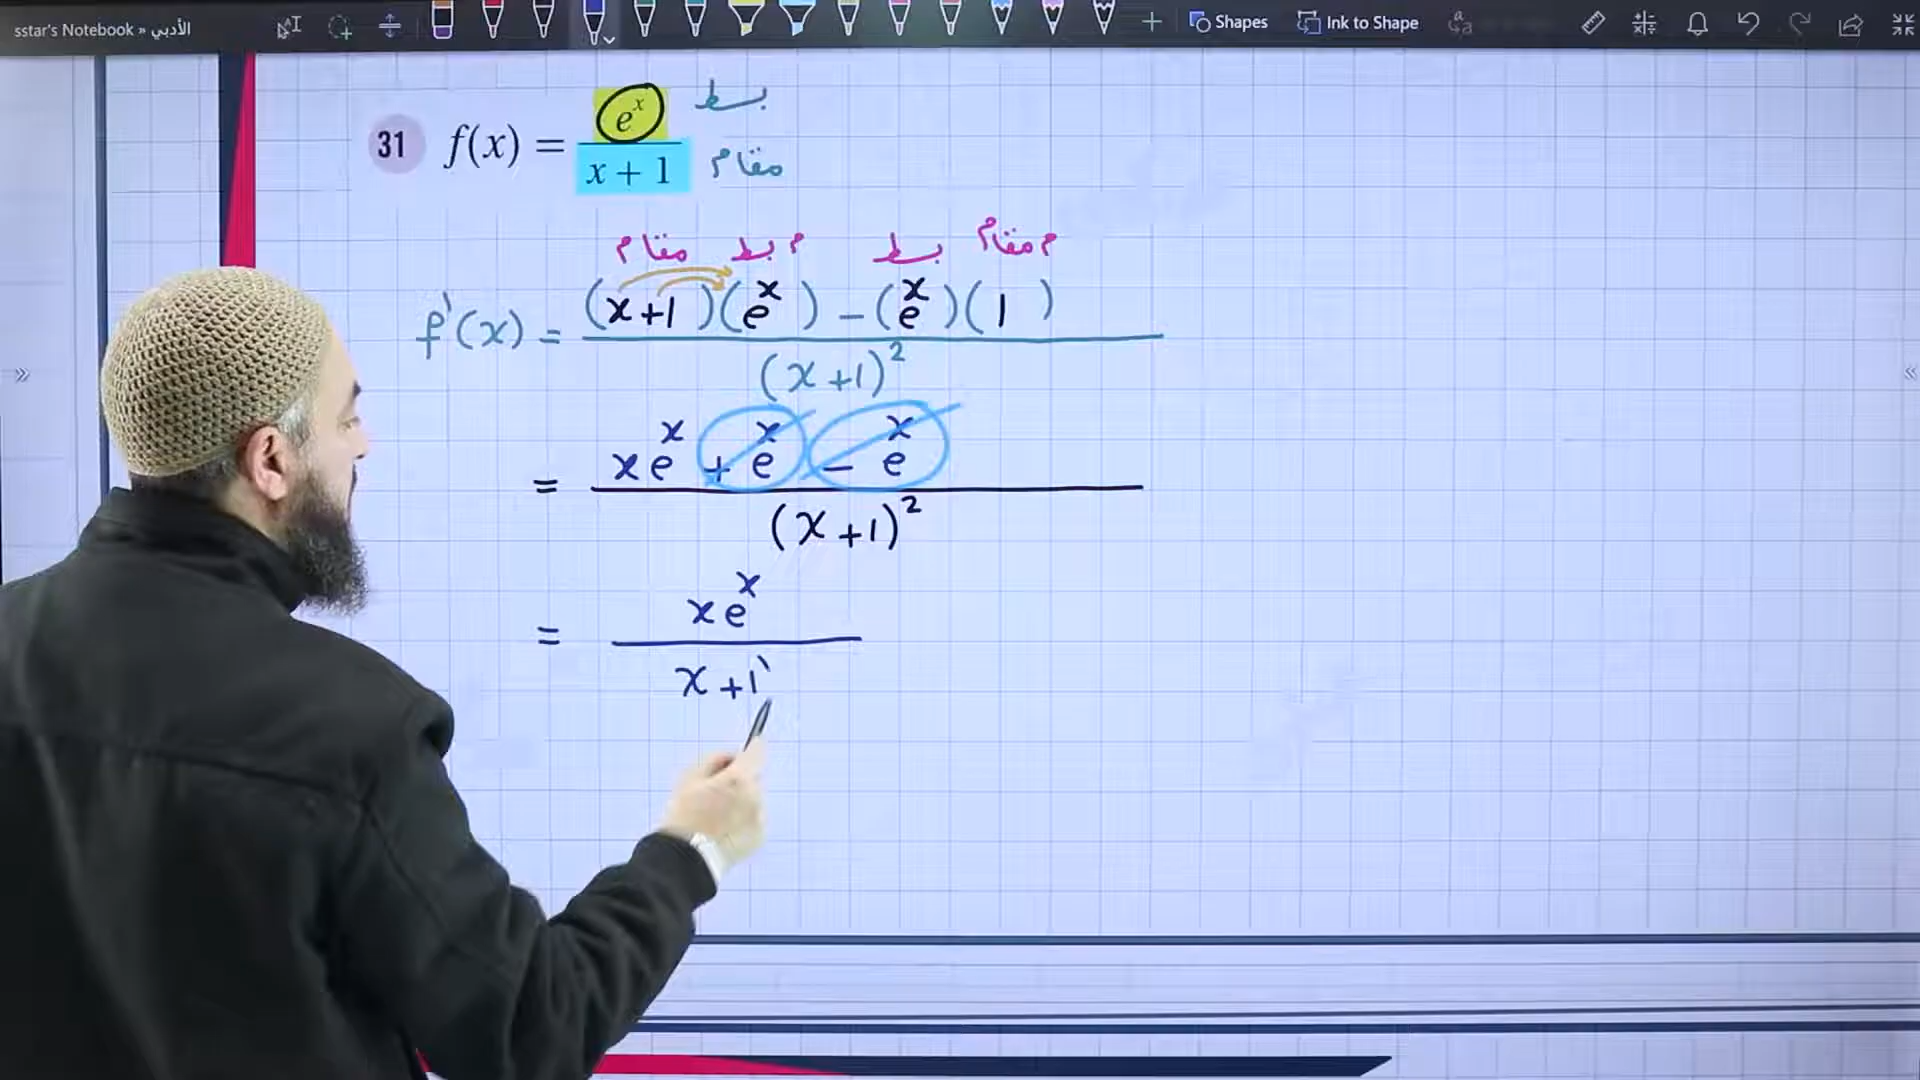 sstar's Notebook » الأدبي
Shapes
Ink to Shape
31 f(x) = e^x / x + 1
بسط
مقام
مقام م بسط بسط م مقام
f'(x) = (x+1)(e^x) - (e^x)(1) / (x+1)^2
= xe^x + e^x - e^x / (x+1)^2
= xe^x / x+1